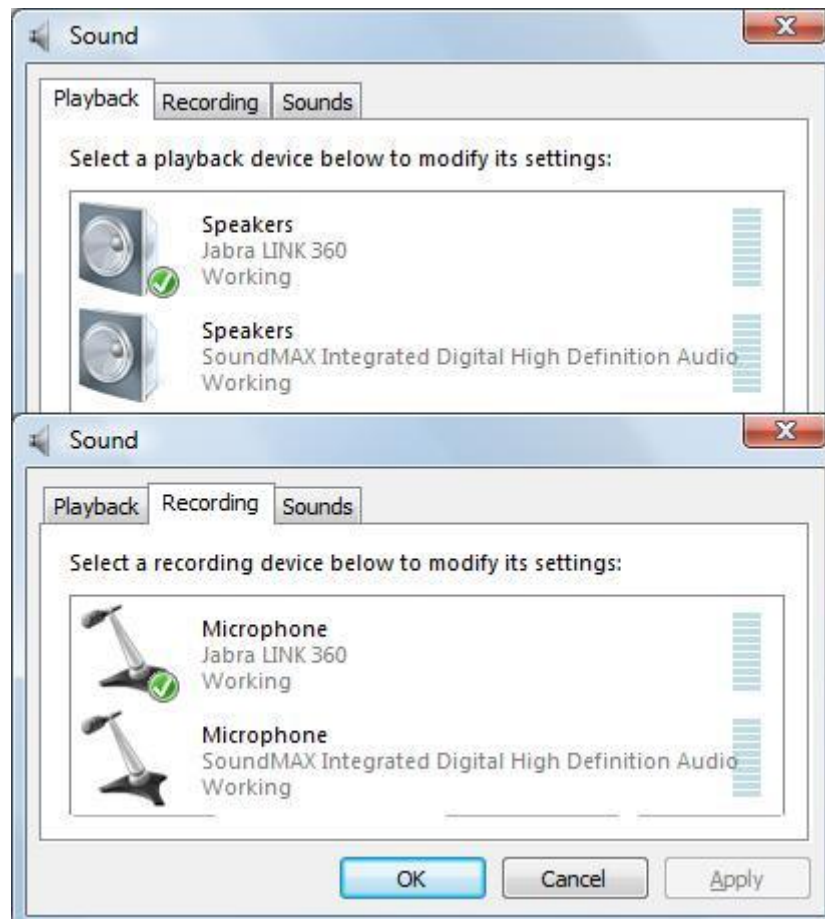 Sound
Playback Recording Sounds
Select a playback device below to modify its settings:
Speakers
Jabra LINK 360
Working
Speakers
SoundMAX Integrated Digital High Definition Audio
Working
Sound
Playback Recording Sounds
Select a recording device below to modify its settings:
Microphone
Jabra LINK 360
Working
Microphone
SoundMAX Integrated Digital High Definition Audio
Working
OK Cancel Apply